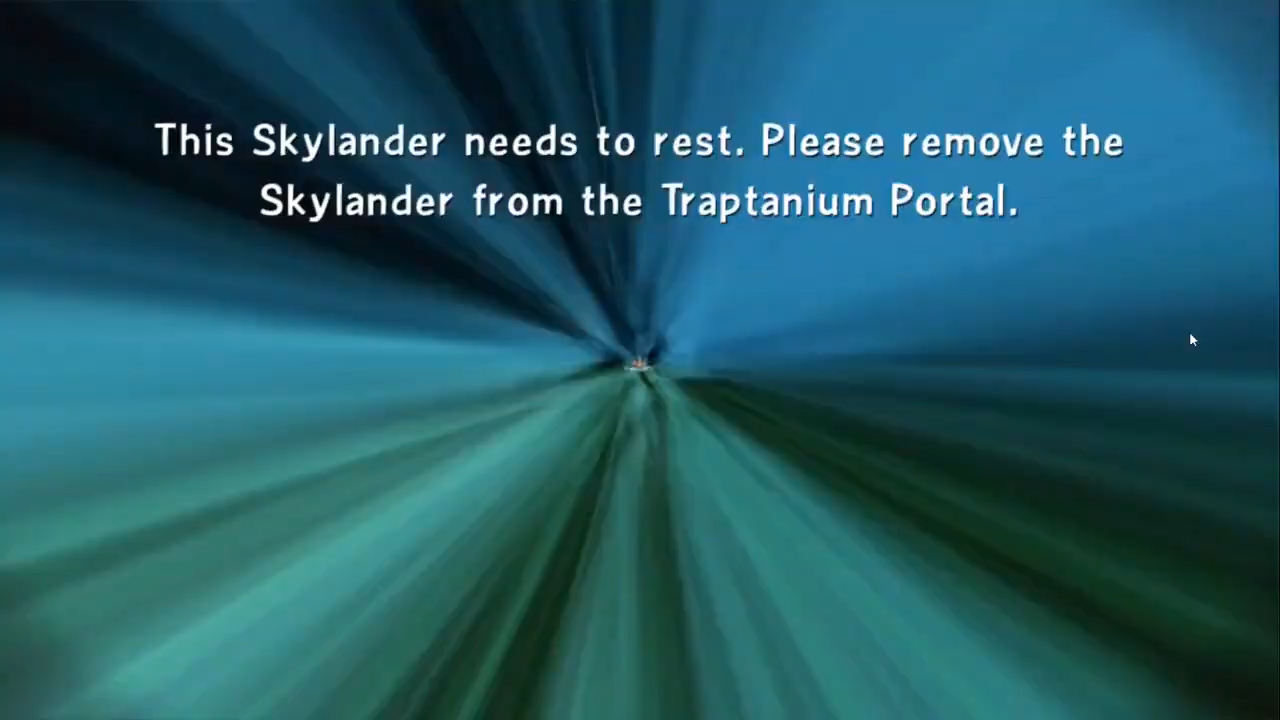 This Skylander needs to rest. Please remove the
Skylander from the Traptanium Portal.